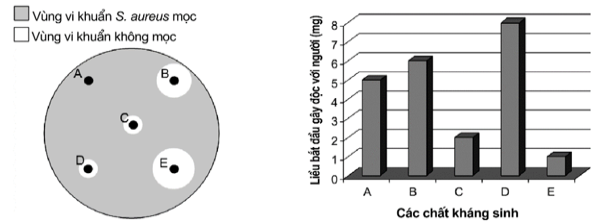 Vùng vi khuẩn S. aureus mọc
Vùng vi khuẩn không mọc
A
B
C
D
E
Liều bắt đầu gây độc với người (mg)
8
7
6
5
4
3
2
1
0
A B C D E
Các chất kháng sinh